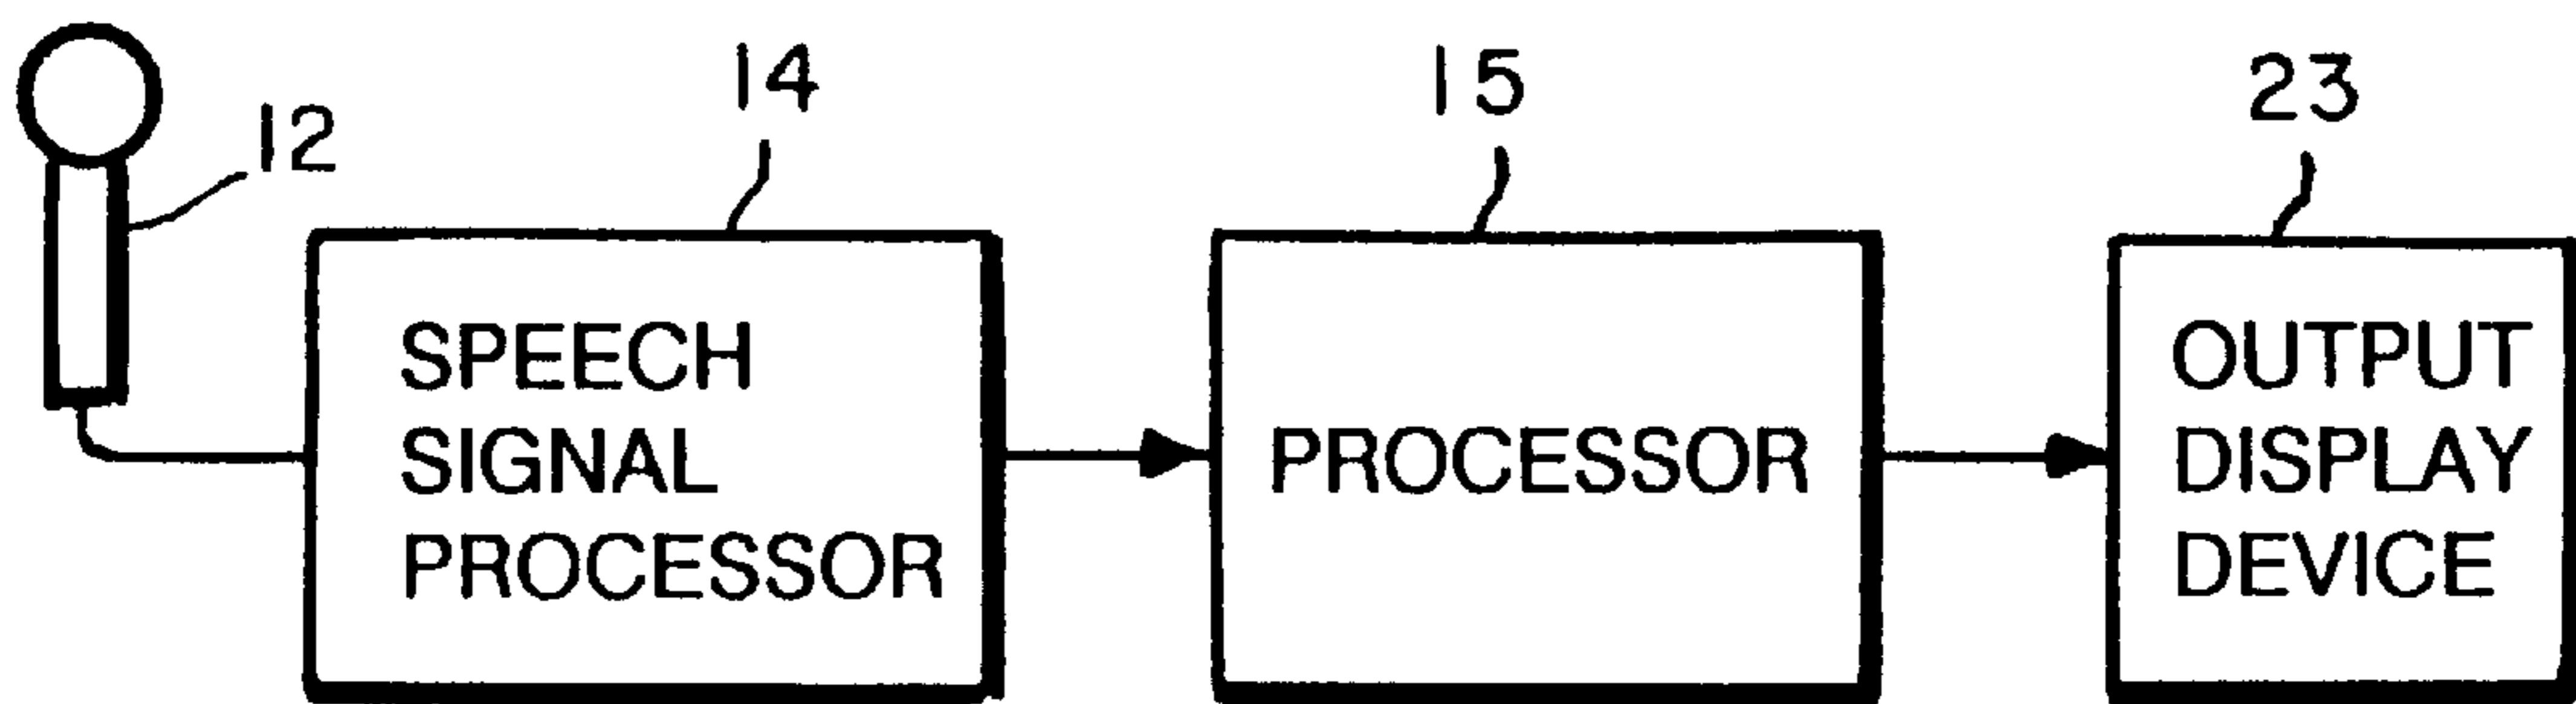 12
14
15
23
SPEECH
SIGNAL
PROCESSOR
PROCESSOR
OUTPUT
DISPLAY
DEVICE